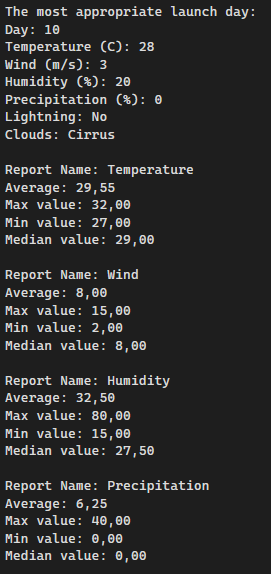 The most appropriate launch day:
Day: 10
Temperature (C): 28
Wind (m/s): 3
Humidity (%): 20
Precipitation (%): 0
Lightning: No
Clouds: Cirrus

Report Name: Temperature
Average: 29,55
Max value: 32,00
Min value: 27,00
Median value: 29,00

Report Name: Wind
Average: 8,00
Max value: 15,00
Min value: 2,00
Median value: 8,00

Report Name: Humidity
Average: 32,50
Max value: 80,00
Min value: 15,00
Median value: 27,50

Report Name: Precipitation
Average: 6,25
Max value: 40,00
Min value: 0,00
Median value: 0,00